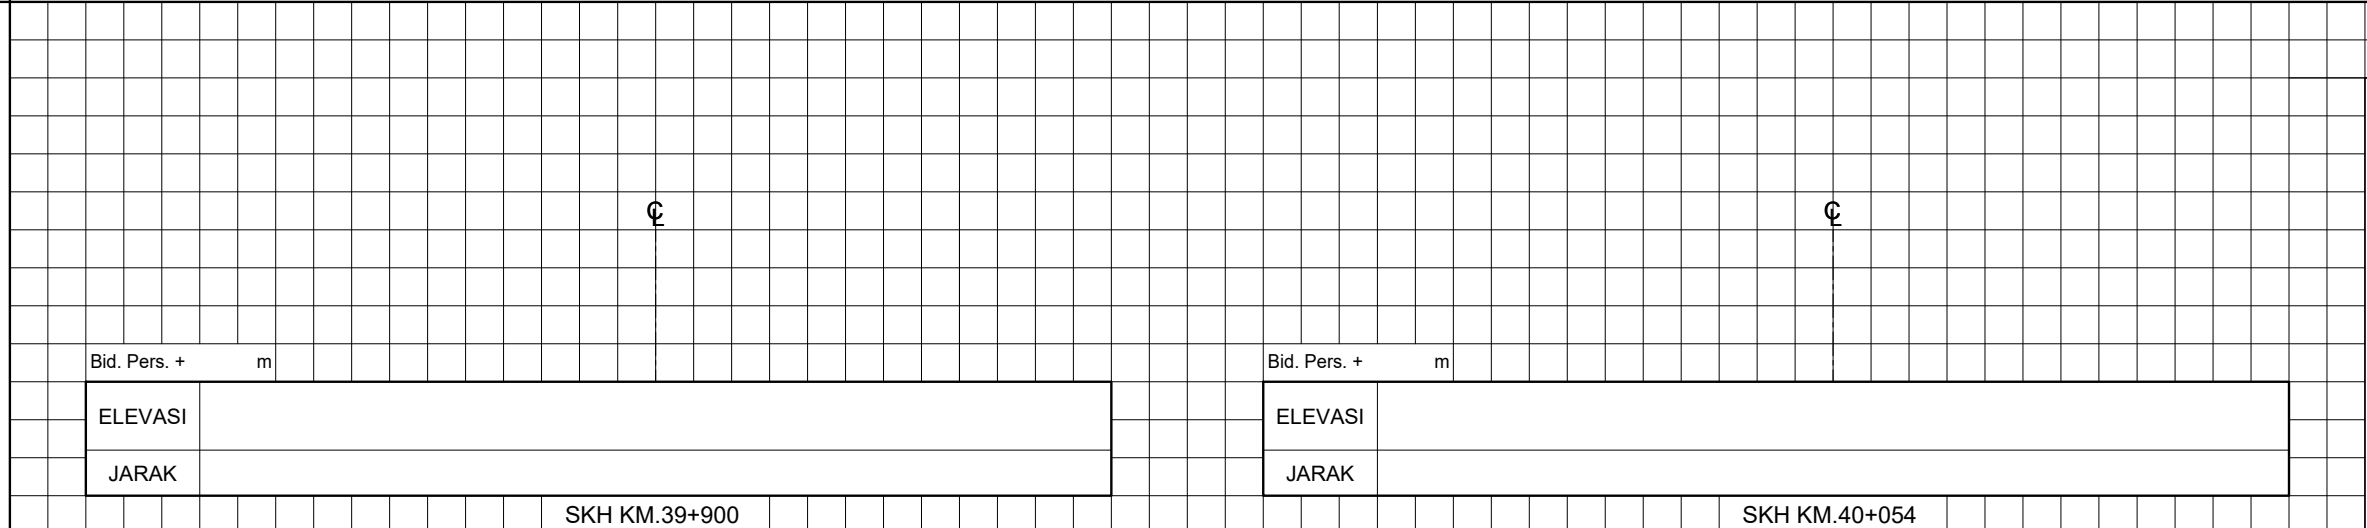 ℄
Bid. Pers. + m
ELEVASI
JARAK
SKH KM.39+900
℄
Bid. Pers. + m
ELEVASI
JARAK
SKH KM.40+054